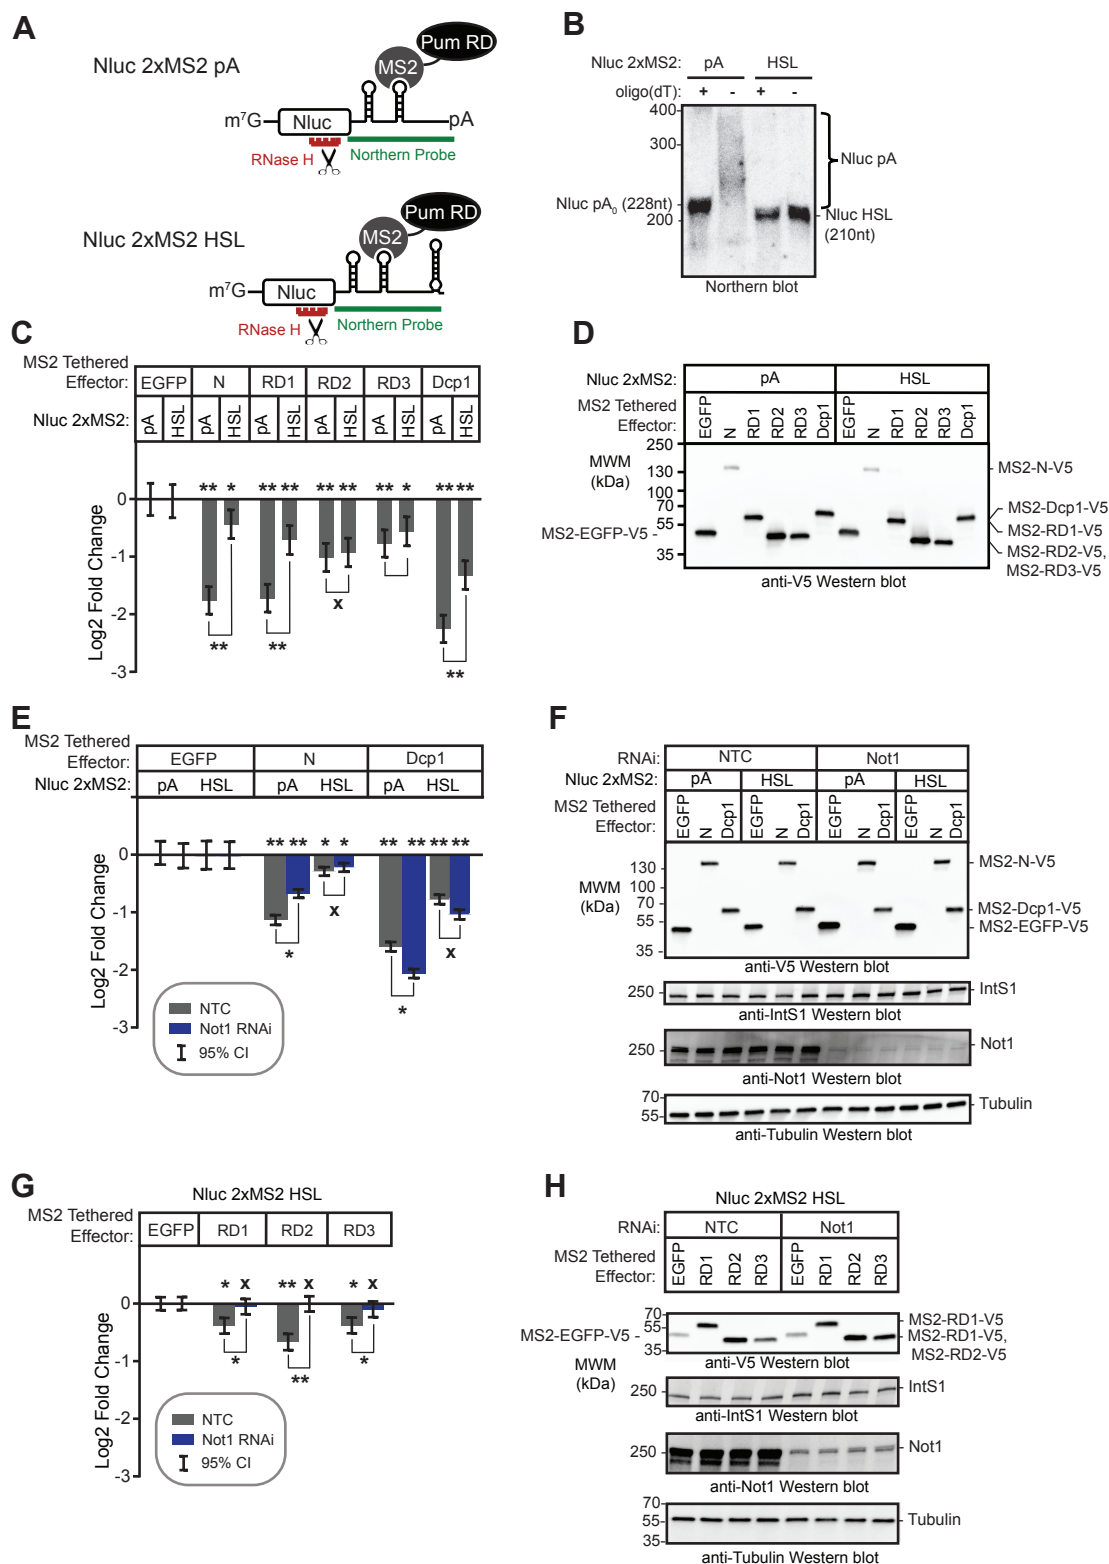 A
Nluc 2xMS2 pA
Pum RD
MS2
m⁷G
Nluc
pA
RNase H
Northern Probe
Nluc 2xMS2 HSL
Pum RD
MS2
m⁷G
Nluc
RNase H
Northern Probe
B
Nluc 2xMS2: pA HSL
oligo(dT): + - + -
400-
300-
Nluc pA
Nluc pA₀ (228nt)
200
Nluc HSL
(210nt)
Northern blot
C
MS2 Tethered
Effector:
EGFP N RD1 RD2 RD3 Dcp1
Nluc 2xMS2:
pA HSL pA HSL pA HSL pA HSL pA HSL pA HSL
** * ** ** ** ** ** * ** **
0
-1
-2
-3
Log2 Fold Change
** ** x **
D
Nluc 2xMS2: pA HSL
MS2 Tethered
Effector:
EGFP N RD1 RD2 RD3 Dcp1 EGFP N RD1 RD2 RD3 Dcp1
250
MWM
(kDa)
130
100
70
55
35
MS2-EGFP-V5 -
MS2-N-V5
MS2-Dcp1-V5
MS2-RD1-V5
MS2-RD2-V5,
MS2-RD3-V5
anti-V5 Western blot
E
MS2 Tethered
Effector:
EGFP N Dcp1
Nluc 2xMS2: pA HSL pA HSL pA HSL
** ** * * ** ** ** **
0
-1
-2
-3
Log2 Fold Change
* x * x
NTC
Not1 RNAi
95% CI
F
RNAi: NTC Not1
Nluc 2xMS2: pA HSL pA HSL
MS2 Tethered
Effector:
EGFP N Dcp1 EGFP N Dcp1 EGFP N Dcp1 EGFP N Dcp1
MWM
(kDa)
130
100
70
55
35
MS2-N-V5
MS2-Dcp1-V5
MS2-EGFP-V5
anti-V5 Western blot
250
IntS1
anti-IntS1 Western blot
250
Not1
anti-Not1 Western blot
70
55
Tubulin
anti-Tubulin Western blot
G
Nluc 2xMS2 HSL
MS2 Tethered
Effector:
EGFP RD1 RD2 RD3
* x ** x * x
0
-1
-2
-3
Log2 Fold Change
* ** *
NTC
Not1 RNAi
95% CI
H
Nluc 2xMS2 HSL
RNAi: NTC Not1
MS2 Tethered
Effector:
EGFP RD1 RD2 RD3 EGFP RD1 RD2 RD3
70
55
35
MS2-EGFP-V5 -
MS2-RD1-V5
MS2-RD1-V5,
MS2-RD2-V5
MWM
(kDa)
anti-V5 Western blot
250
IntS1
anti-IntS1 Western blot
250
Not1
anti-Not1 Western blot
70
55
35
Tubulin
anti-Tubulin Western blot